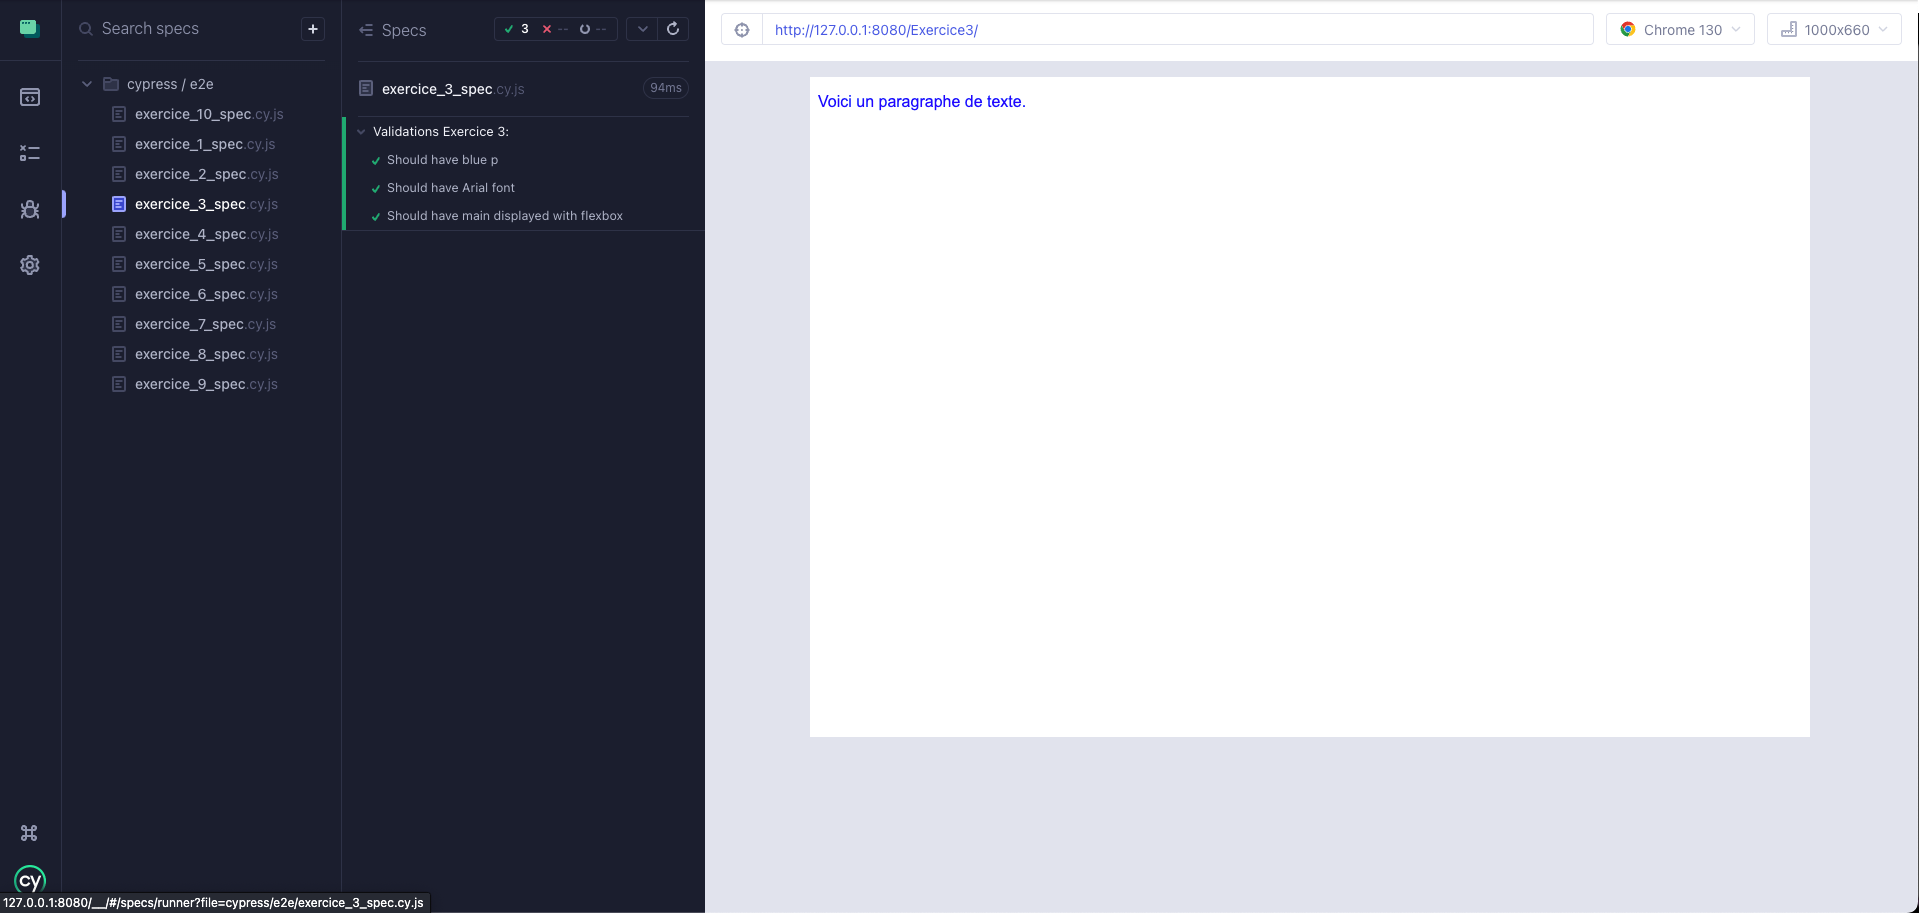 Search specs
+
cypress / e2e
exercice_10_spec.cy.js
exercice_1_spec.cy.js
exercice_2_spec.cy.js
exercice_3_spec.cy.js
exercice_4_spec.cy.js
exercice_5_spec.cy.js
exercice_6_spec.cy.js
exercice_7_spec.cy.js
exercice_8_spec.cy.js
exercice_9_spec.cy.js
cy
127.0.0.1:8080/__/#/specs/runner?file=cypress/e2e/exercice_3_spec.cy.js
Specs
3 -- --
exercice_3_spec.cy.js 94ms
Validations Exercice 3:
Should have blue p
Should have Arial font
Should have main displayed with flexbox
http://127.0.0.1:8080/Exercice3/
Chrome 130
1000x660
Voici un paragraphe de texte.